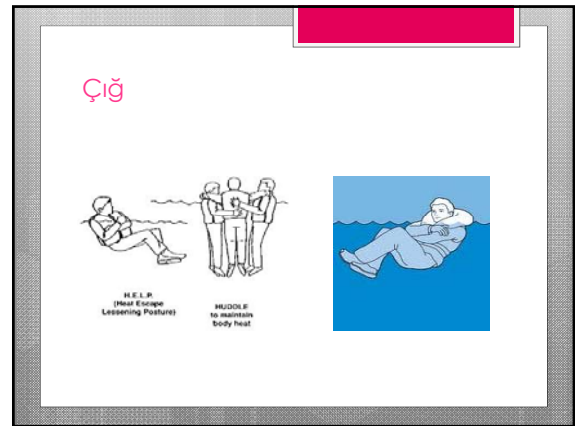 Çığ
H.E.L.P.
(Heat Escape
Lessening Posture)
HUDDLE
to maintain
body heat